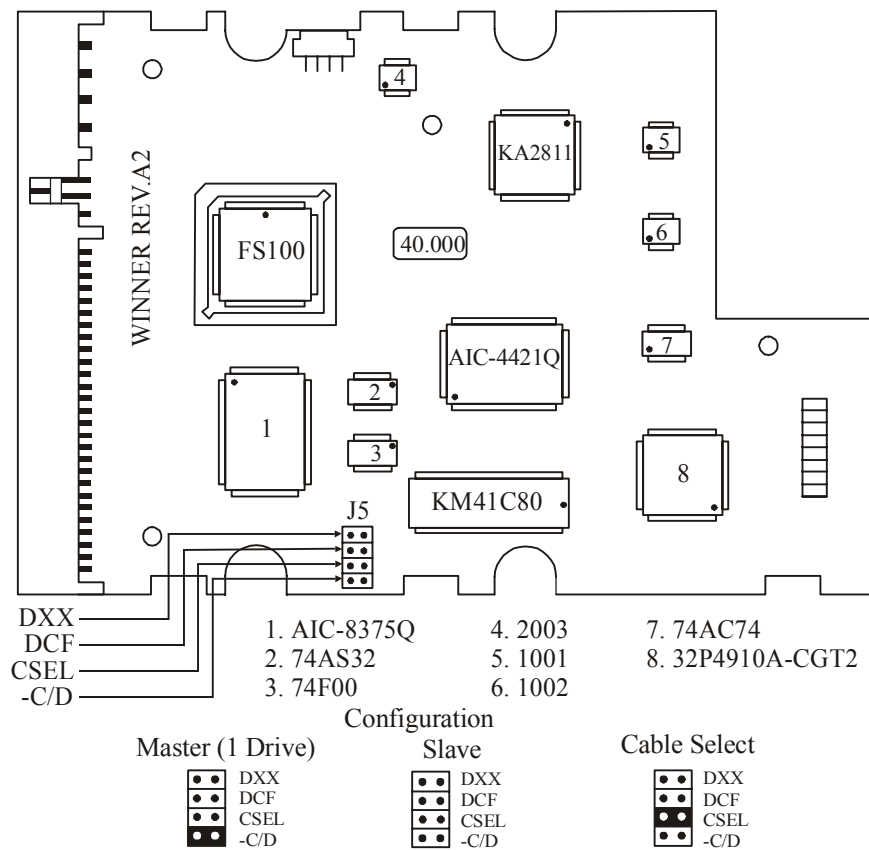 4
KA2811
5
WINNER REV.A2
FS100
40.000
6
AIC-4421Q
7
2
1
3
KM41C80
8
J5
DXX
DCF
CSEL
-C/D
1. AIC-8375Q
2. 74AS32
3. 74F00
4. 2003
5. 1001
6. 1002
7. 74AC74
8. 32P4910A-CGT2
Configuration
Master (1 Drive)
DXX
DCF
CSEL
-C/D
Slave
DXX
DCF
CSEL
-C/D
Cable Select
DXX
DCF
CSEL
-C/D